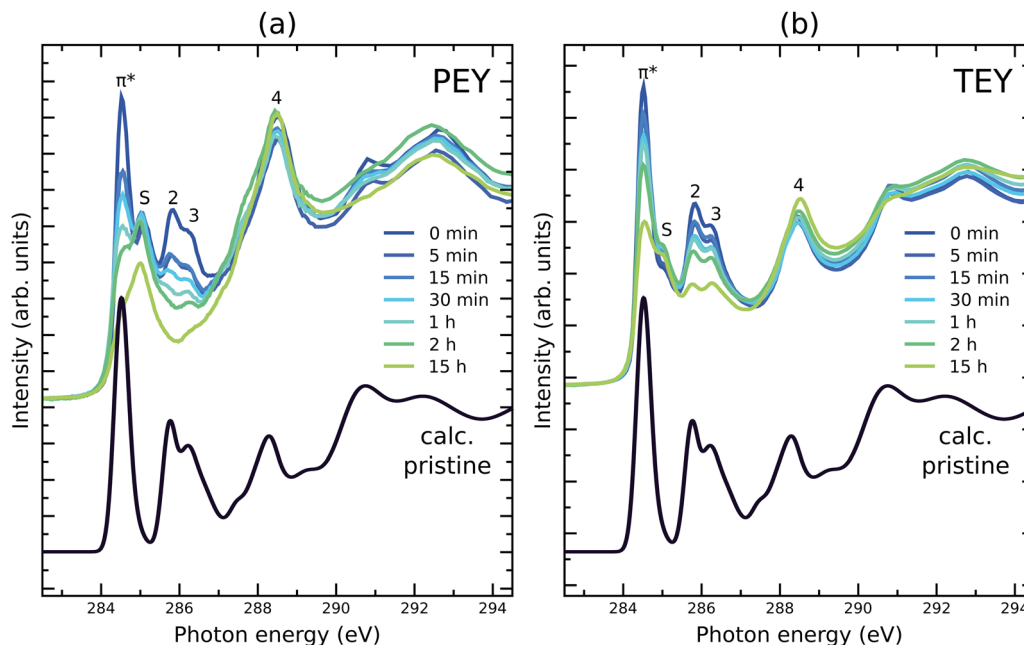 (a)
π*
PEY
4
S
2
3
0 min
5 min
15 min
30 min
1 h
2 h
15 h
calc.
pristine
Intensity (arb. units)
284
286
288
290
292
294
Photon energy (eV)
(b)
π*
TEY
2
4
3
S
0 min
5 min
15 min
30 min
1 h
2 h
15 h
calc.
pristine
Intensity (arb. units)
284
286
288
290
292
294
Photon energy (eV)